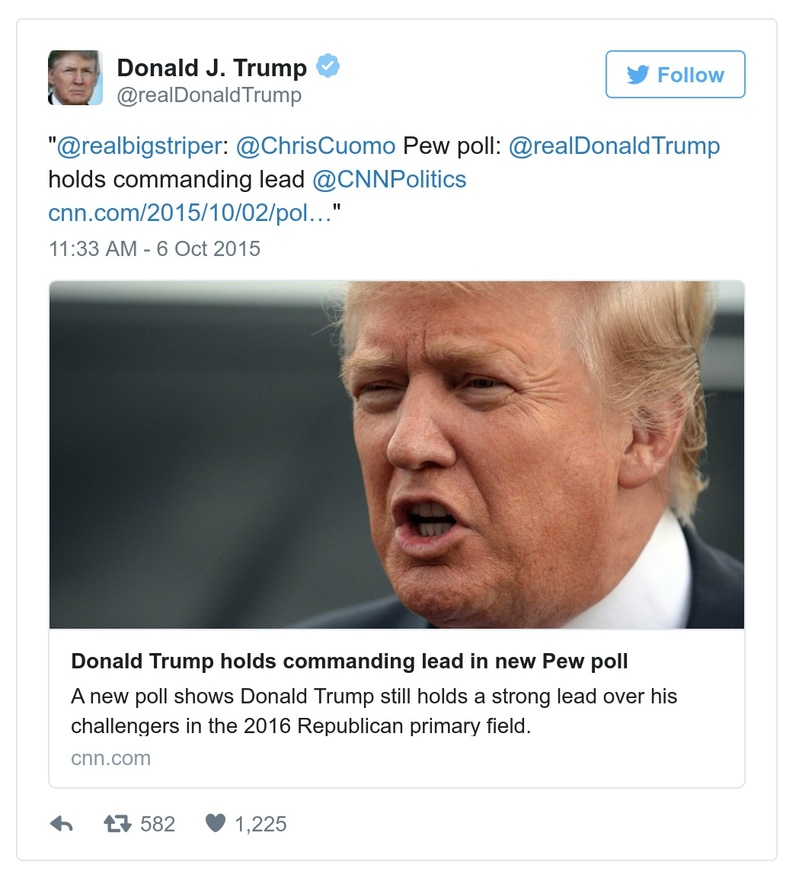 Donald J. Trump
@realDonaldTrump
Follow
"@realbigstriper: @ChrisCuomo Pew poll: @realDonaldTrump
holds commanding lead @CNNPolitics
cnn.com/2015/10/02/pol…"
11:33 AM - 6 Oct 2015
Donald Trump holds commanding lead in new Pew poll
A new poll shows Donald Trump still holds a strong lead over his
challengers in the 2016 Republican primary field.
cnn.com
582 1,225